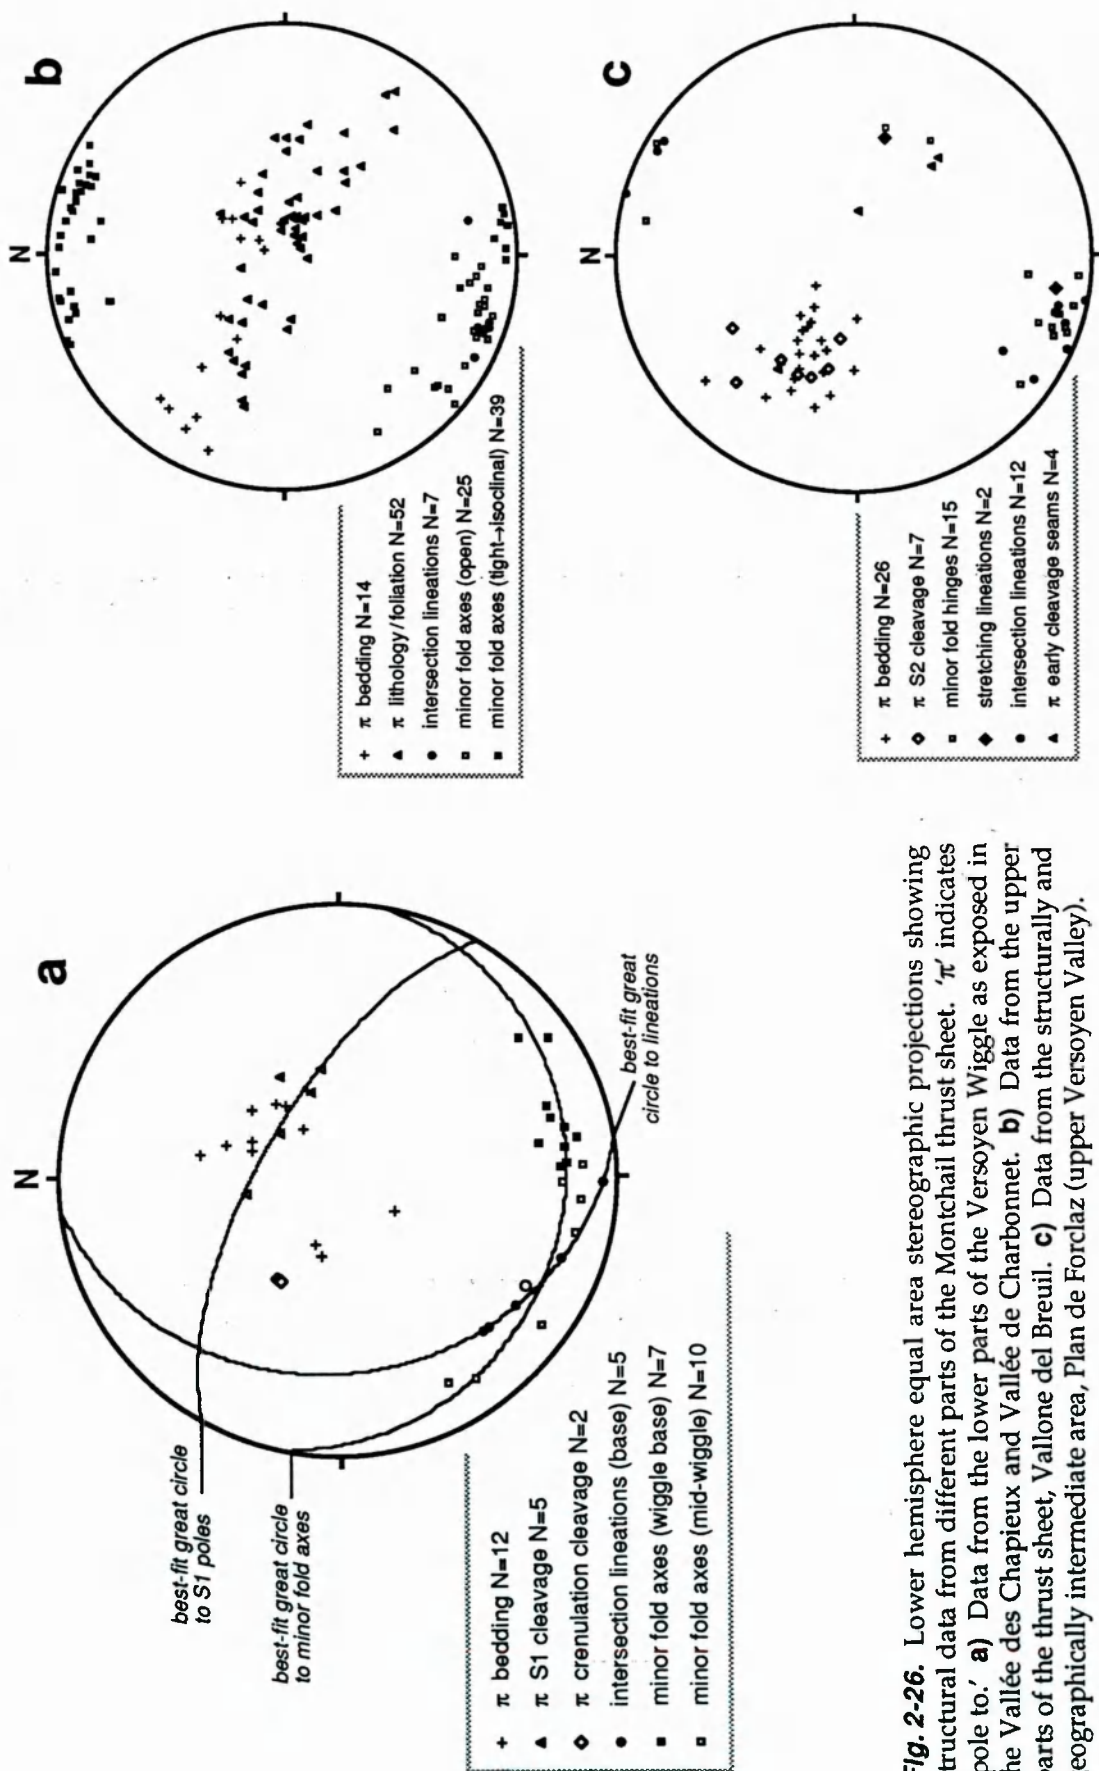 a
N
best-fit great circle
to S1 poles
best-fit great circle
to minor fold axes
best-fit great
circle to lineations
+ π bedding N=12
▲ π S1 cleavage N=5
◇ π crenulation cleavage N=2
● intersection lineations (base) N=5
■ minor fold axes (wiggle base) N=7
□ minor fold axes (mid-wiggle) N=10
b
N
+ π bedding N=14
▲ π lithology/foliation N=52
● intersection lineations N=7
□ minor fold axes (open) N=25
■ minor fold axes (tight→isoclinal) N=39
c
N
+ π bedding N=26
◇ π S2 cleavage N=7
□ minor fold hinges N=15
◆ stretching lineations N=2
● intersection lineations N=12
▲ π early cleavage seams N=4
Fig. 2-26. Lower hemisphere equal area stereographic projections showing
tructural data from different parts of the Montchail thrust sheet. 'π' indicates
pole to.' a) Data from the lower parts of the Versoyen Wiggle as exposed in
he Vallée des Chapieux and Vallée de Charbonnet. b) Data from the upper
arts of the thrust sheet, Vallone del Breuil. c) Data from the structurally and
eographically intermediate area, Plan de Forclaz (upper Versoyen Valley).